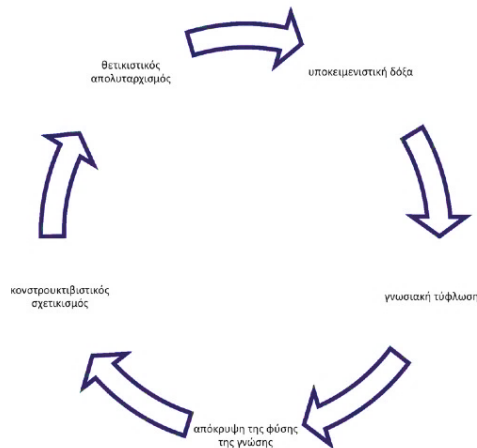 θετικιστικός
απολυταρχισμός
υποκειμενιστική δόξα
γνωσιακή τύφλωση
απόκρυψη της φύσης
της γνώσης
κονστρουκτιβιστικός
σχετικισμός